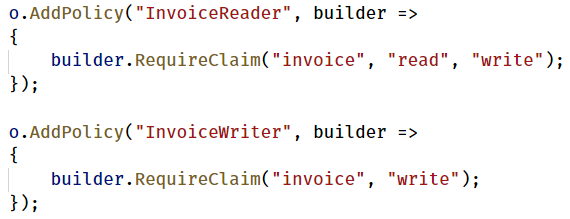 o.AddPolicy("InvoiceReader", builder =>
{
    builder.RequireClaim("invoice", "read", "write");
});

o.AddPolicy("InvoiceWriter", builder =>
{
    builder.RequireClaim("invoice", "write");
});